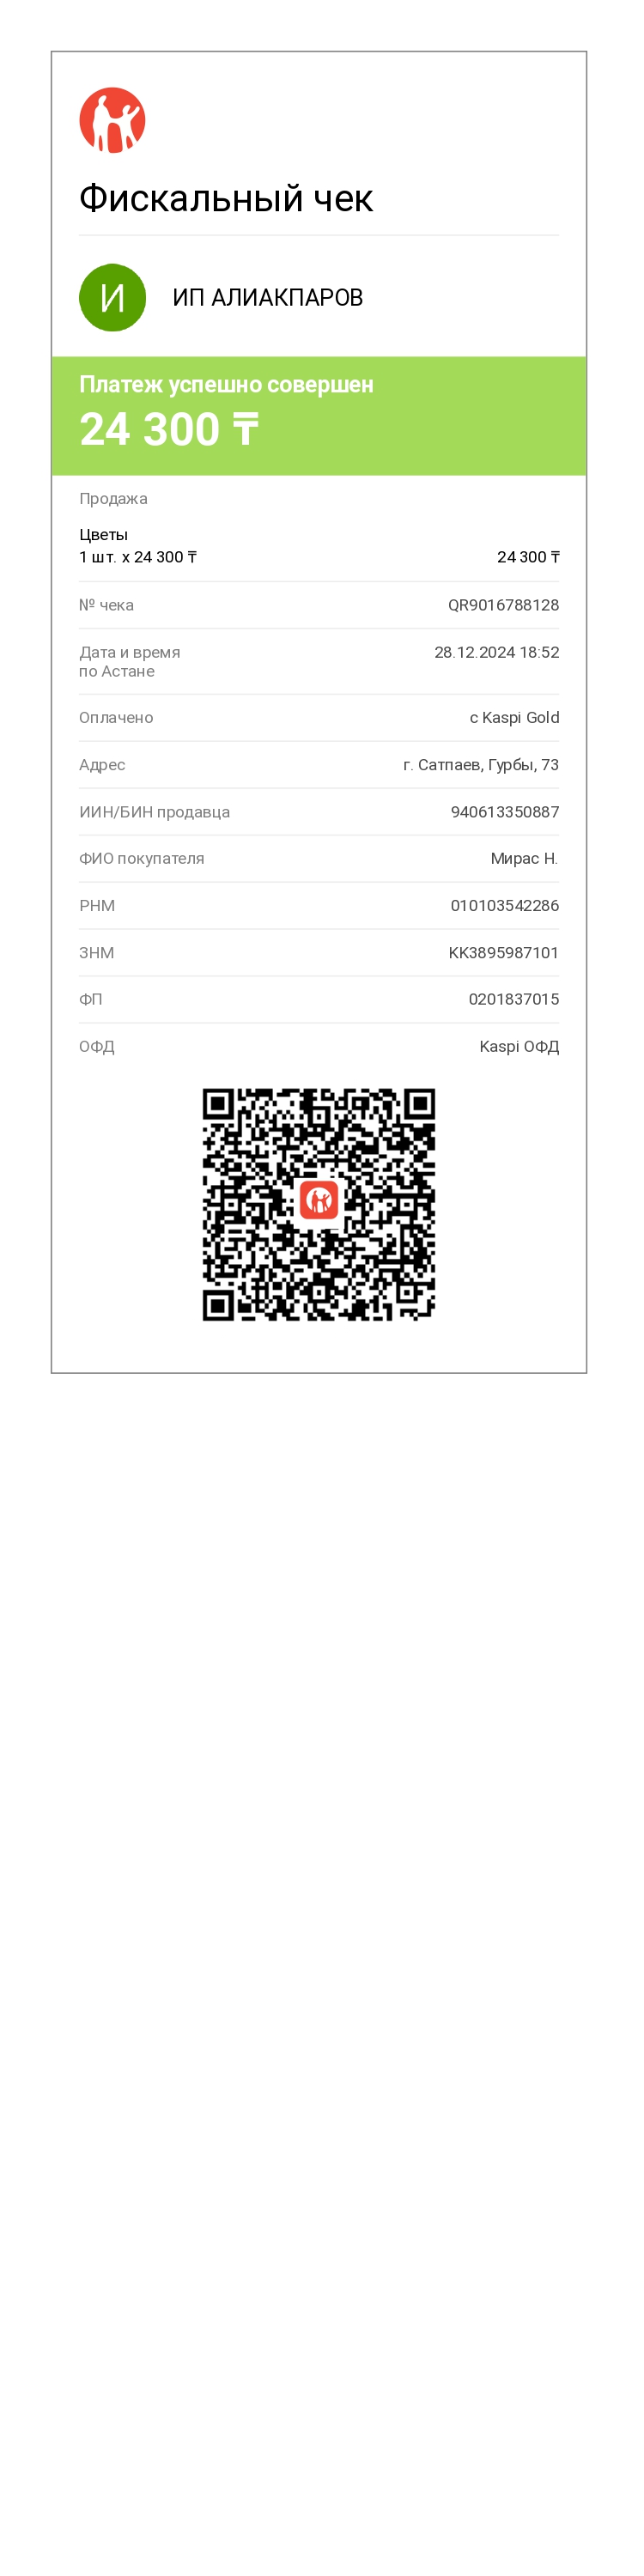 Фискальный чек
И
ИП АЛИАКПАРОВ
Платеж успешно совершен
24 300 ₸
Продажа
Цветы
1 шт. x 24 300 ₸ 24 300 ₸
№ чека QR9016788128
Дата и время 28.12.2024 18:52
по Астане
Оплачено с Kaspi Gold
Адрес г. Сатпаев, Гурбы, 73
ИИН/БИН продавца 940613350887
ФИО покупателя Мирас Н.
РНМ 010103542286
ЗНМ KK3895987101
ФП 0201837015
ОФД Kaspi ОФД